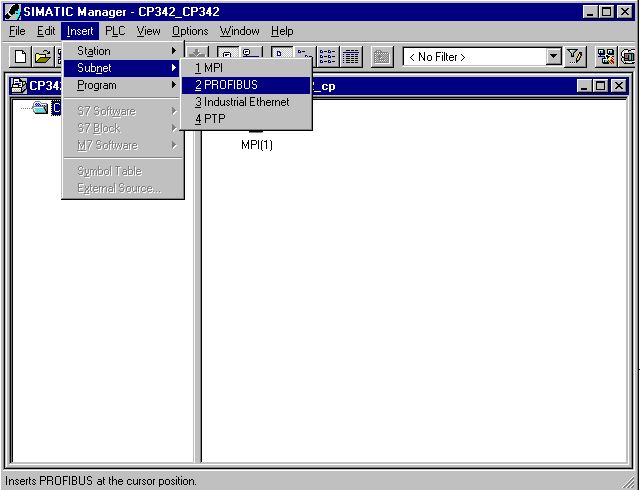 SIMATIC Manager - CP342_CP342
File Edit Insert PLC View Options Window Help
< No Filter >
Station
Subnet
Program
S7 Software
S7 Block
M7 Software
Symbol Table
External Source...
1 MPI
2 PROFIBUS
3 Industrial Ethernet
4 PTP
CP34
2_cp
C
MPI(1)
Inserts PROFIBUS at the cursor position.